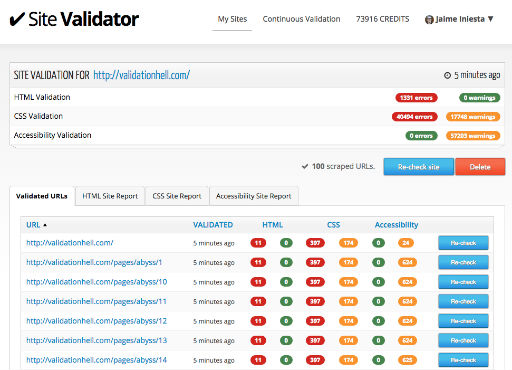 ✔ Site Validator
My Sites Continuous Validation 73916 CREDITS Jaime Iniesta ▼
SITE VALIDATION FOR http://validationhell.com/ 5 minutes ago
HTML Validation 1331 errors 0 warnings
CSS Validation 40494 errors 17748 warnings
Accessibility Validation 0 errors 57203 warnings
✔ 100 scraped URLs. Re-check site Delete
Validated URLs HTML Site Report CSS Site Report Accessibility Site Report
URL ▲ VALIDATED HTML CSS Accessibility
http://validationhell.com/ 5 minutes ago 11 0 397 174 0 24 Re-check
http://validationhell.com/pages/abyss/1 5 minutes ago 11 0 397 174 0 624 Re-check
http://validationhell.com/pages/abyss/10 5 minutes ago 11 0 397 174 0 624 Re-check
http://validationhell.com/pages/abyss/11 5 minutes ago 11 0 397 174 0 624 Re-check
http://validationhell.com/pages/abyss/12 5 minutes ago 11 0 397 174 0 624 Re-check
http://validationhell.com/pages/abyss/13 5 minutes ago 11 0 397 174 0 624 Re-check
http://validationhell.com/pages/abyss/14 5 minutes ago 11 0 397 174 0 625 Re-check